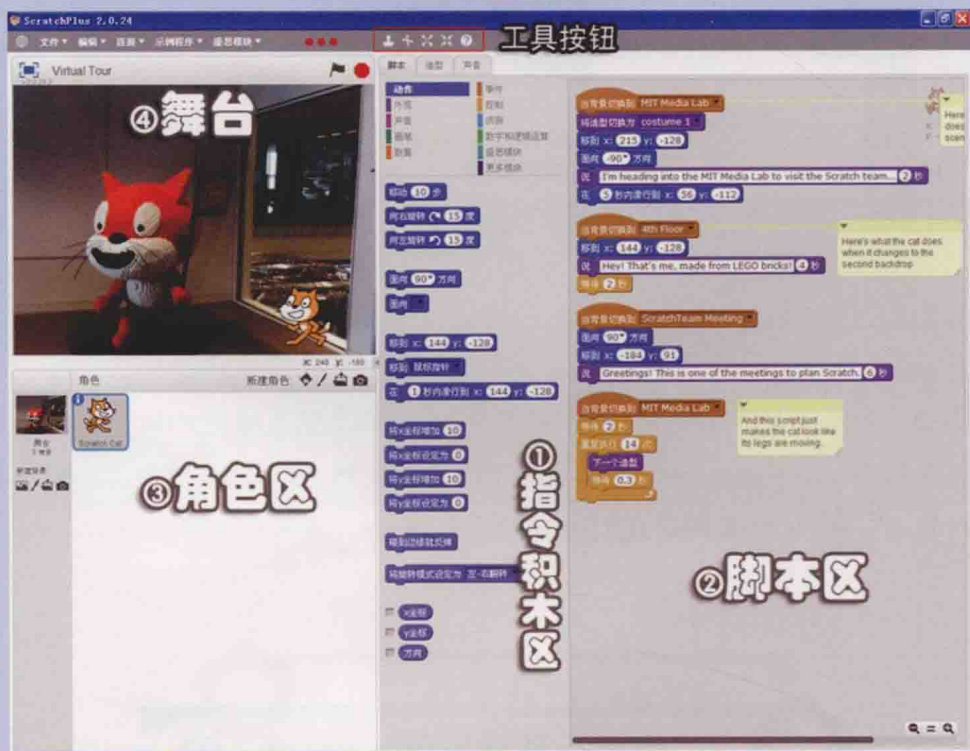 ScratchPlus 2.0.24
文件 编辑 连接 示例程序 盛思模块
工具按钮
Virtual Tour
④舞台
X: 240 y: -180
角色 新建角色:
舞台
Scratch Cat
新建背景
③角色区
脚本 造型 声音
动作 事件
外观 控制
声音 侦测
画笔 数字和逻辑运算
数据 盛思模块
更多模块
移动 10 步
向右旋转 15 度
向左旋转 15 度
面向 90° 方向
面向
移到 x: 144 y: -128
移到 鼠标指针
在 1 秒内滑行到 x: 144 y: -128
将x坐标增加 10
将x坐标设定为 0
将y坐标增加 10
将y坐标设定为 0
碰到边缘就反弹
将旋转模式设定为 左-右翻转
x坐标
y坐标
方向
①指令积木区
当背景切换到 MIT Media Lab
将造型切换为 costume 1
移到 x: 215 y: -128
面向 -90° 方向
说 I'm heading into the MIT Media Lab to visit the Scratch team... 2 秒
在 5 秒内滑行到 x: 56 y: -112
Here
does
scen
当背景切换到 4th Floor
移到 x: 144 y: -128
说 Hey! That's me, made from LEGO bricks! 4 秒
等待 2 秒
Here's what the cat does
when it changes to the
second backdrop
当背景切换到 ScratchTeam Meeting
面向 90° 方向
移到 x: -184 y: 91
说 Greetings! This is one of the meetings to plan Scratch. 6 秒
当背景切换到 MIT Media Lab
等待 2 秒
重复执行 14 次
下一个造型
等待 0.3 秒
And this script just
makes the cat look like
its legs are moving.
②脚本区